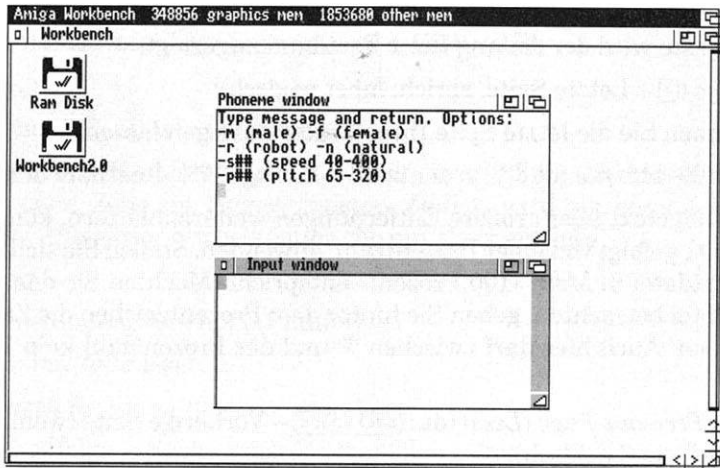 Amiga Workbench 348856 graphics mem 1853680 other mem
Workbench
Ram Disk
Workbench2.0
Phoneme window
Type message and return. Options:
-m (male) -f (female)
-r (robot) -n (natural)
-s## (speed 40-400)
-p## (pitch 65-320)
Input window